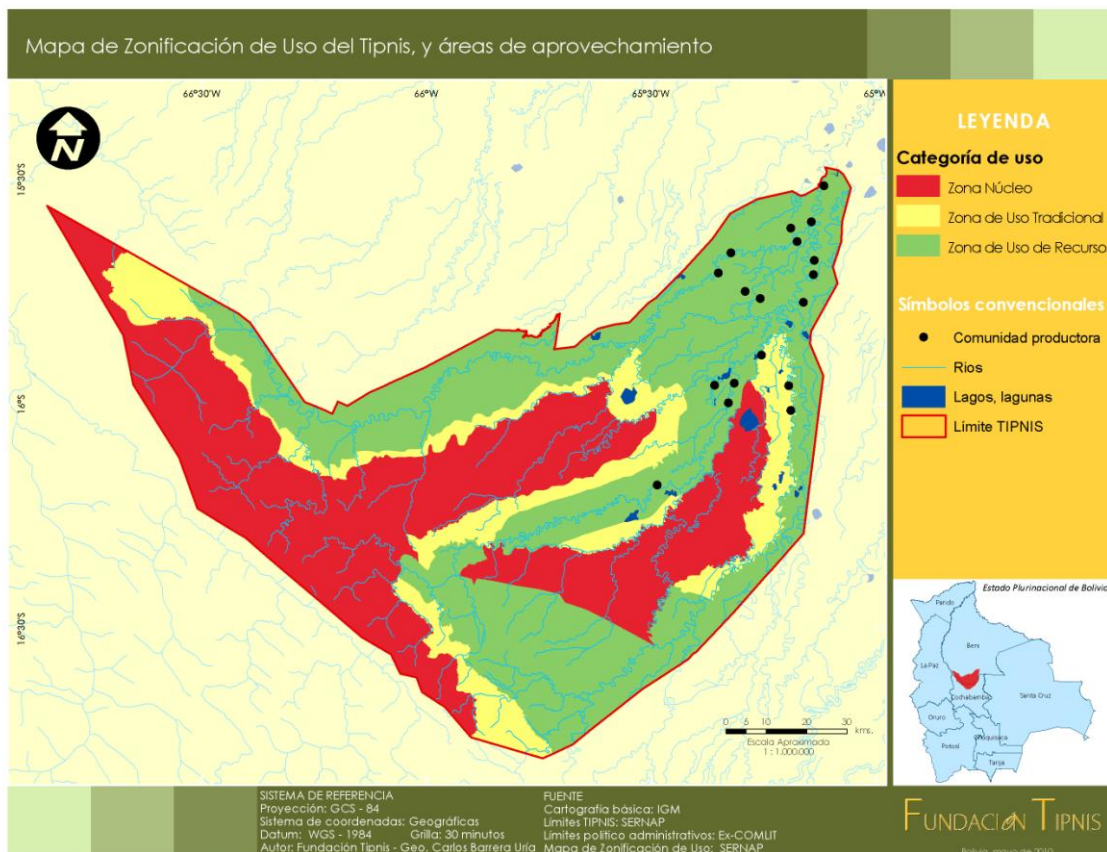 Mapa de Zonificación de Uso del Tipnis, y áreas de aprovechamiento
66°30'W 66°W 65°30'W 65°W
15°30'S
16°S
16°30'S
N
LEYENDA
Categoría de uso
Zona Núcleo
Zona de Uso Tradicional
Zona de Uso de Recurso
Símbolos convencionales
Comunidad productora
Rios
Lagos, lagunas
Límite TIPNIS
0 5 10 20 30 kms.
Escala Aproximada
1 : 1.000.000
Estado Plurinacional de Bolivia
Pando
Beni
La Paz
Cochabamba
Santa Cruz
Oruro
Chuquisaca
Potosí
Tarija
SISTEMA DE REFERENCIA
Proyección: GCS - 84
Sistema de coordenadas: Geográficas
Datum: WGS - 1984 Grilla: 30 minutos
Autor: Fundación Tipnis - Geo. Carlos Barrera Uría
FUENTE
Cartografía básica: IGM
Límites TIPNIS: SERNAP
Límites político administrativos: Ex-COMLIT
Mapa de Zonificación de Uso: SERNAP
FUNDACIÓN TIPNIS
Bolivia, mayo de 2010